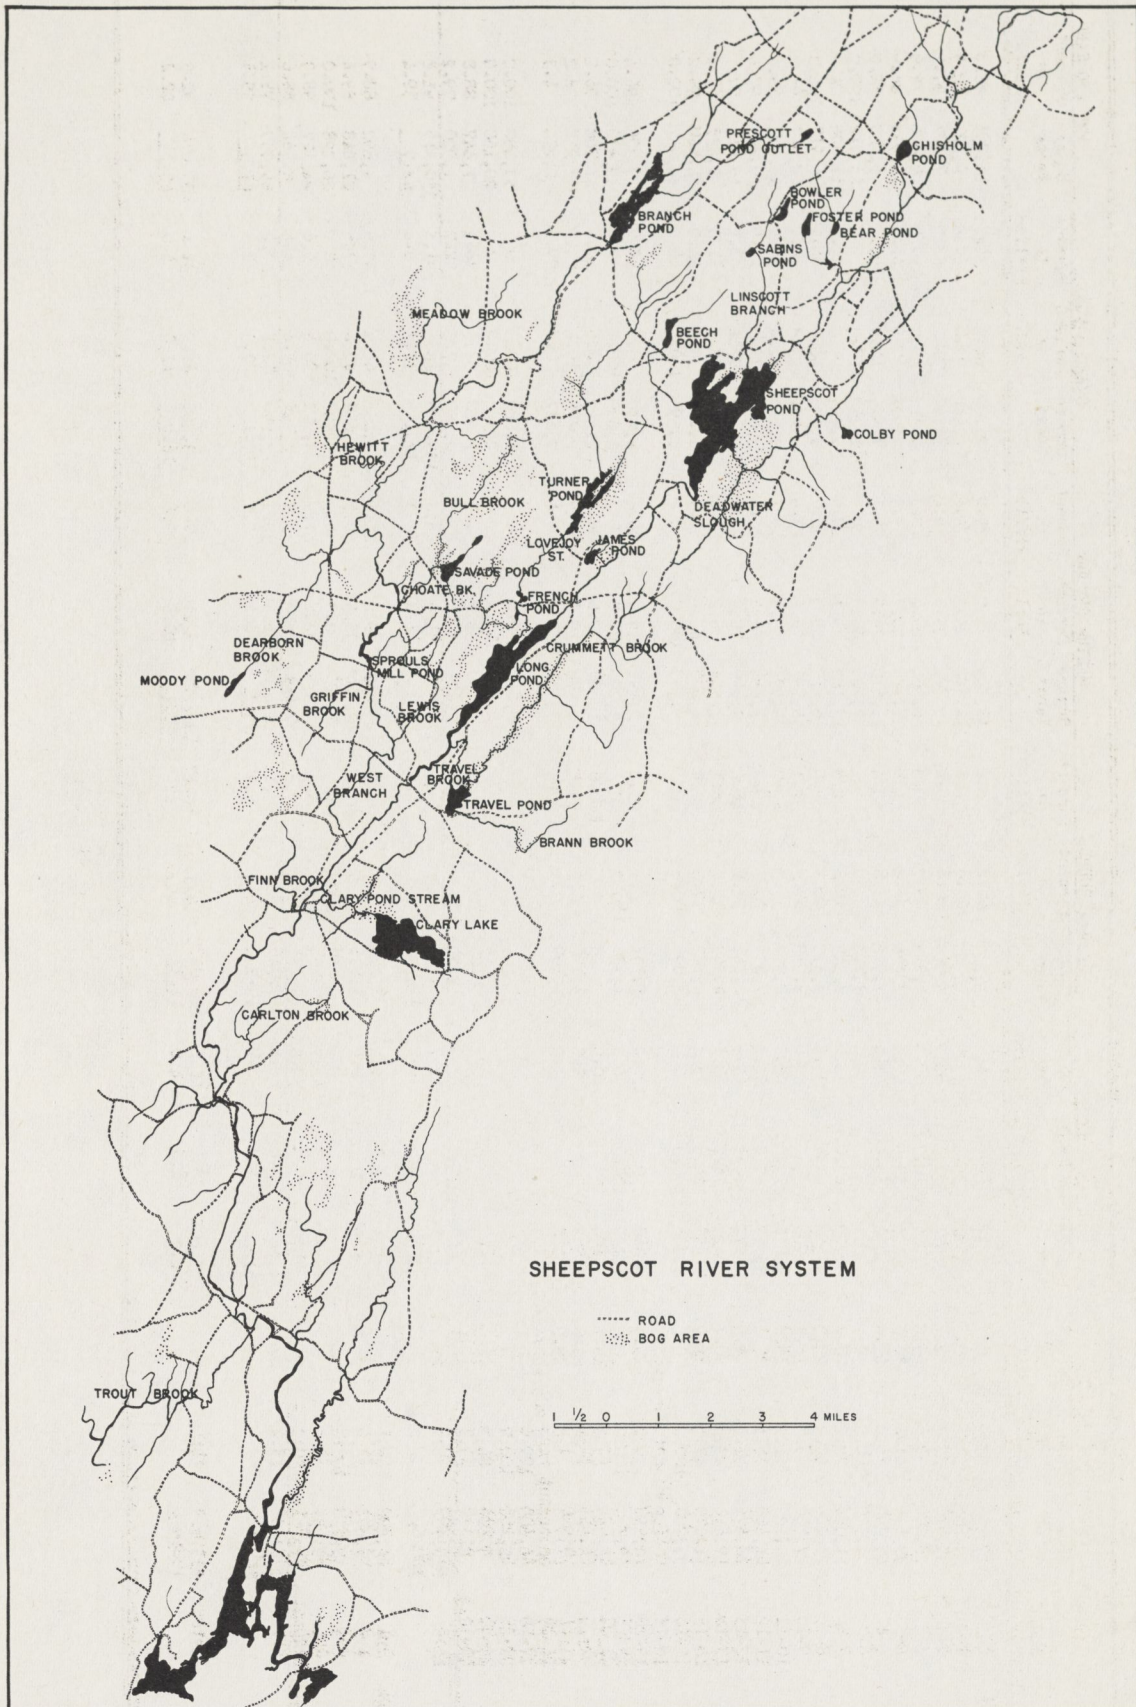 PRESCOTT
POND OUTLET
CHISHOLM
POND
BOWLER
POND
FOSTER POND
BEAR POND
BRANCH
POND
SABINS
POND
LINSCOTT
BRANCH
MEADOW BROOK
BEECH
POND
SHEEPSCOT
POND
COLBY POND
HEWITT
BROOK
TURNER
POND
BULL BROOK
DEADWATER
SLOUGH
LOVEJOY
ST.
JAMES
POND
SAVADE POND
CHOATE BK.
FRENCH
POND
DEARBORN
BROOK
CRUMMETT BROOK
SPROULS
MILL POND
LONG
POND
MOODY POND
GRIFFIN
BROOK
LEWIS
BROOK
WEST
BRANCH
TRAVEL
BROOK
TRAVEL POND
BRANN BROOK
FINN BROOK
CLARY POND STREAM
CLARY LAKE
CARLTON BROOK
SHEEPSCOT RIVER SYSTEM
ROAD
BOG AREA
TROUT BROOK
1 1/2 0 1 2 3 4 MILES